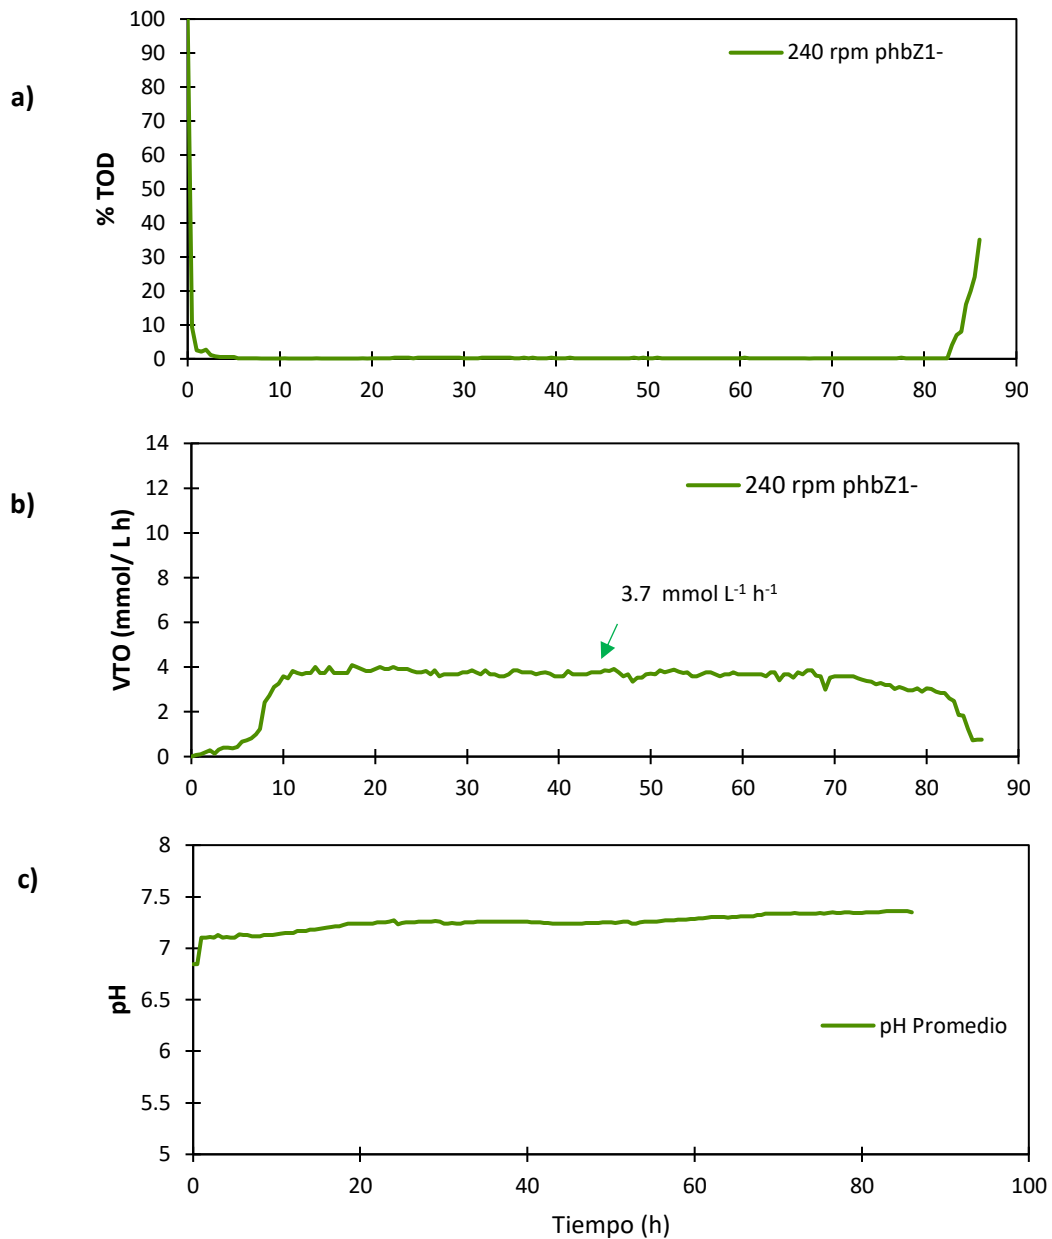 a)
% TOD
100
90
80
70
60
50
40
30
20
10
0
240 rpm phbZ1-
0 10 20 30 40 50 60 70 80 90
b)
VTO (mmol/ L h)
14
12
10
8
6
4
2
0
240 rpm phbZ1-
3.7 mmol L⁻¹ h⁻¹
0 10 20 30 40 50 60 70 80 90
c)
pH
8
7.5
7
6.5
6
5.5
5
pH Promedio
0 20 40 60 80 100
Tiempo (h)